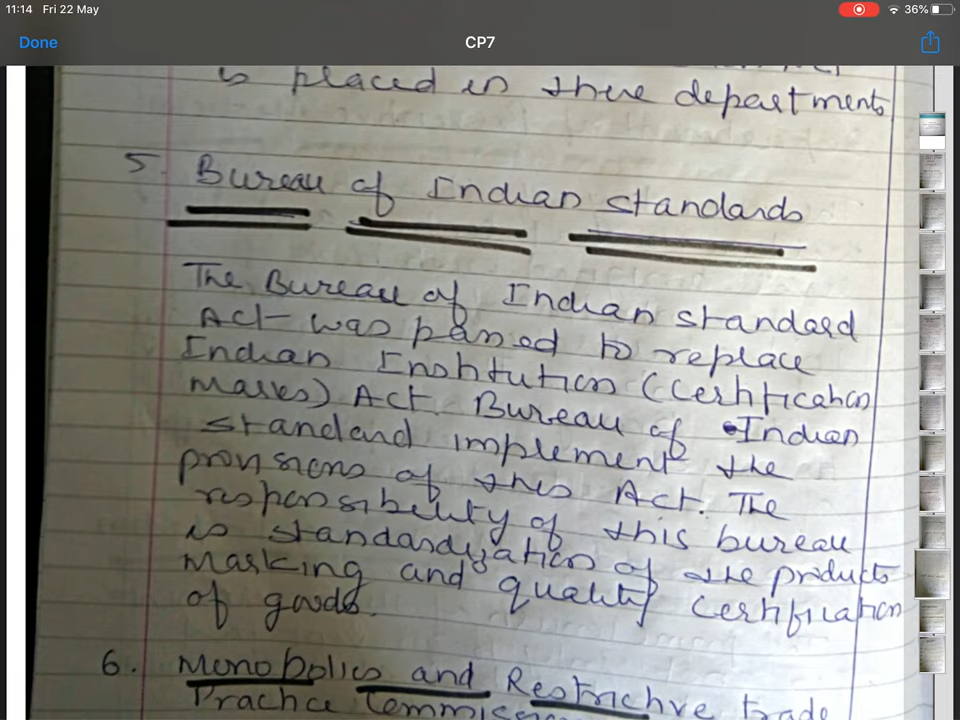 11:14 Fri 22 May 36%
Done CP7
is placed in there departments
5. Bureau of Indian standards
The Bureau of Indian standard
Act was passed to replace
Indian Institution (Certification
Marks) Act. Bureau of Indian
Standard implement the
provisions of this Act. The
responsibility of this bureau
is standardization of the products
marking and quality certification
of goods.
6. Monopolics and Restrictive trade
Practice Commission